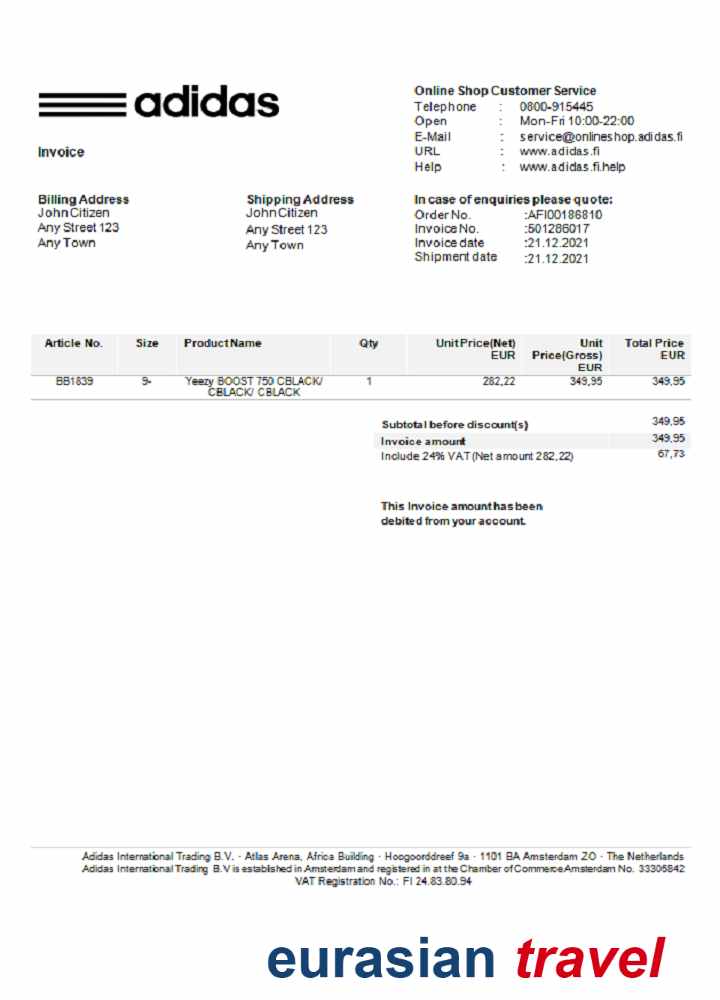 adidas
Invoice
Online Shop Customer Service
Telephone : 0800-915445
Open : Mon-Fri 10:00-22:00
E-Mail : service@onlineshop.adidas.fi
URL : www.adidas.fi
Help : www.adidas.fi.help
Billing Address
John Citizen
Any Street 123
Any Town
Shipping Address
John Citizen
Any Street 123
Any Town
In case of enquiries please quote:
Order No. :AFI00186810
Invoice No. :501286017
Invoice date :21.12.2021
Shipment date :21.12.2021
Article No. Size Product Name Qty Unit Price(Net) Unit Total Price
EUR Price(Gross) EUR
EUR
BB1839 9- Yeezy BOOST 750 CBLACK/ 1 282,22 349,95 349,95
CBLACK/ CBLACK
Subtotal before discount(s) 349,95
Invoice amount 349,95
Include 24% VAT (Net amount 282,22) 67,73
This Invoice amount has been
debited from your account.
Adidas International Trading B.V. · Atlas Arena, Africa Building · Hoogoorddreef 9a · 1101 BA Amsterdam ZO · The Netherlands
Adidas International Trading B.V is established in Amsterdam and registered in at the Chamber of Commerce Amsterdam No. 33305842
VAT Registration No.: FI 24.83.80.94
eurasian travel